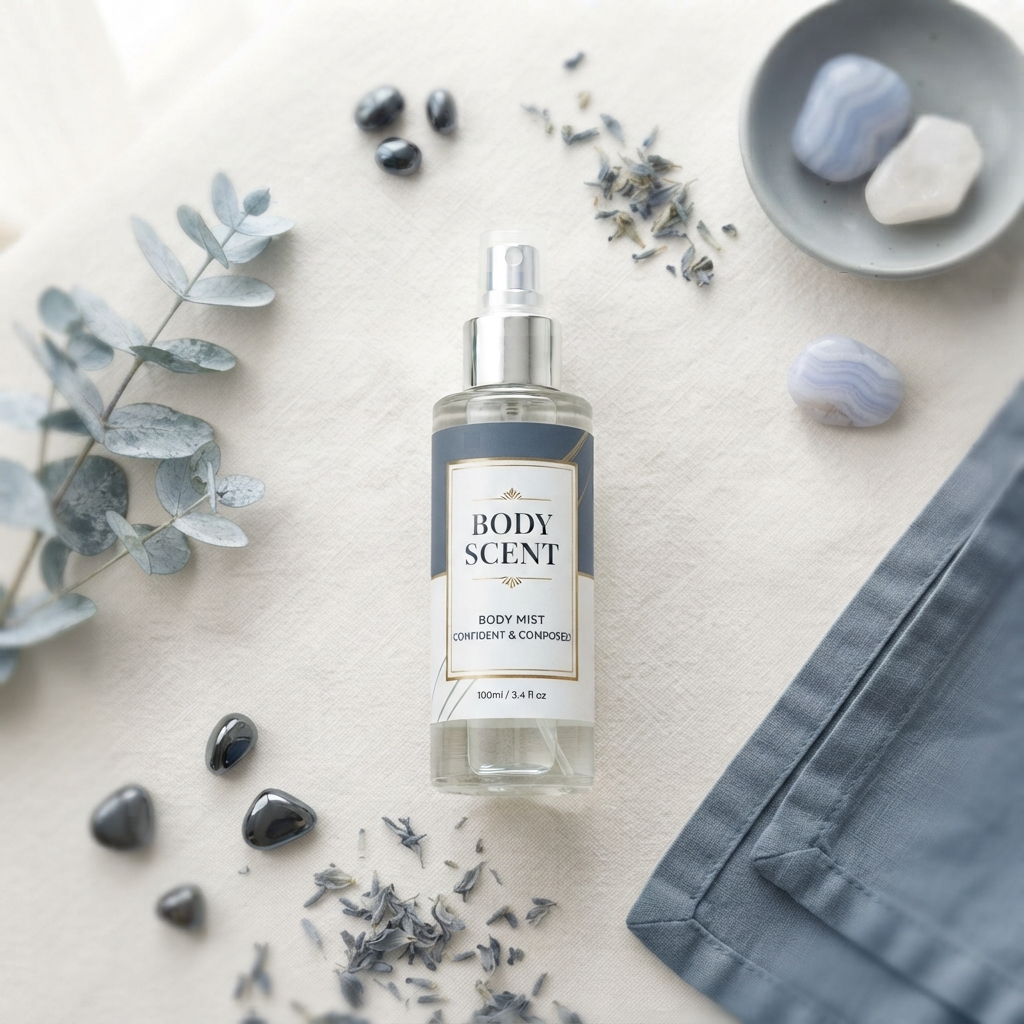 BODY
SCENT
BODY MIST
CONFIDENT & CONPOSED
100ml / 3.4 fl oz